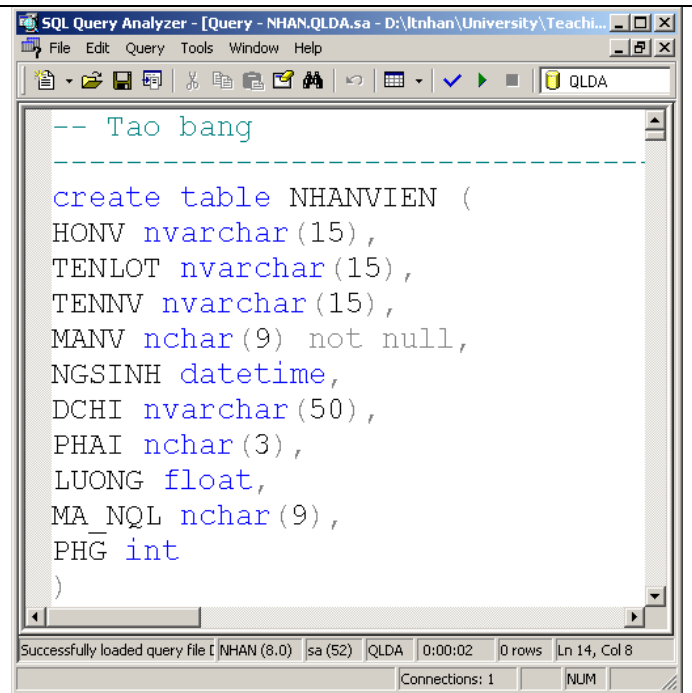 SQL Query Analyzer - [Query - NHAN.QLDA.sa - D:\ltnhan\University\Teachi...
File Edit Query Tools Window Help
QLDA
-- Tao bang
--------------------------------
create table NHANVIEN (
HONV nvarchar(15),
TENLOT nvarchar(15),
TENNV nvarchar(15),
MANV nchar(9) not null,
NGSINH datetime,
DCHI nvarchar(50),
PHAI nchar(3),
LUONG float,
MA_NQL nchar(9),
PHG int
)
Successfully loaded query file [ NHAN (8.0) sa (52) QLDA 0:00:02 0 rows Ln 14, Col 8
Connections: 1 NUM